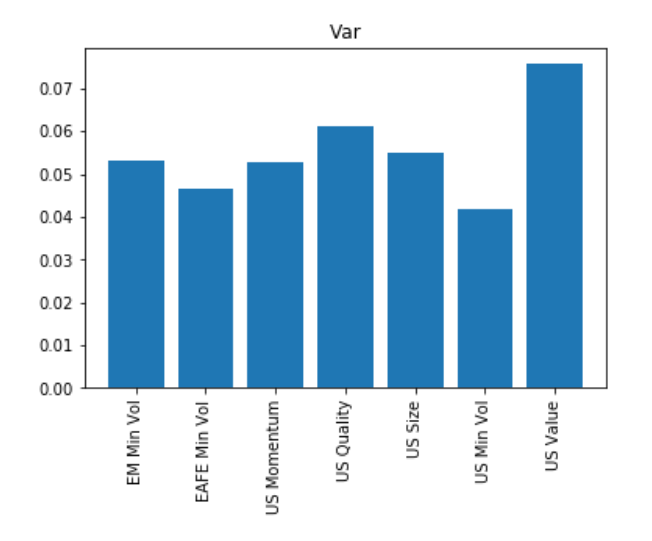 Var
0.07
0.06
0.05
0.04
0.03
0.02
0.01
0.00
EM Min Vol
EAFE Min Vol
US Momentum
US Quality
US Size
US Min Vol
US Value